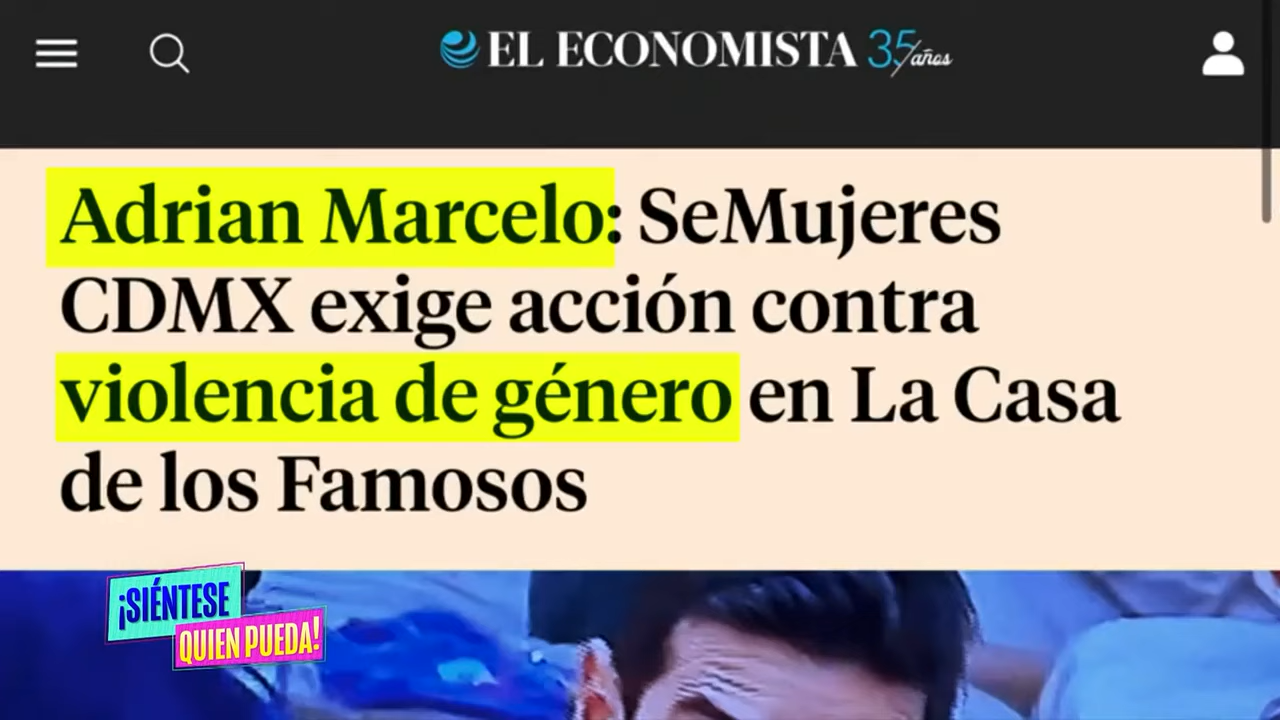 EL ECONOMISTA 35 años
Adrian Marcelo: SeMujeres
CDMX exige acción contra
violencia de género en La Casa
de los Famosos
¡SIÉNTESE
QUIEN PUEDA!